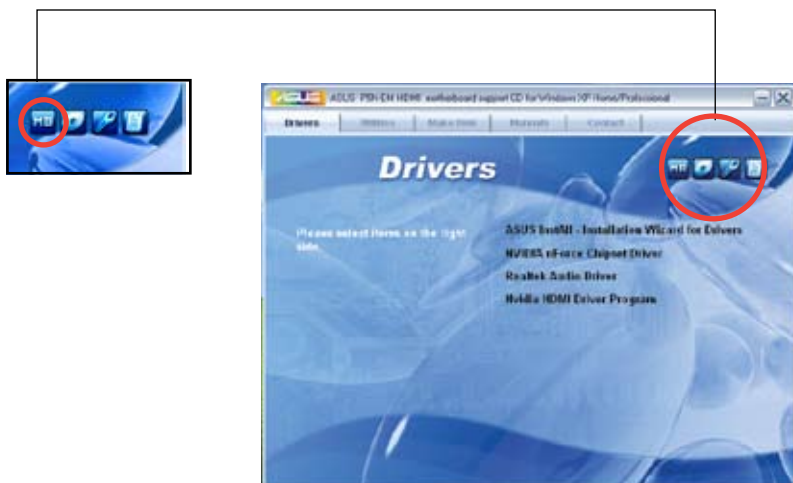 MB
ASUS
ASUS P5N-EM HDMI motherboard support CD for Windows XP Home/Professional
Drivers
Utilities
Make Disk
Manuals
Contact
Drivers
MB
Please select items on the right
side.
ASUS InstAll - Installation Wizard for Drivers
NVIDIA nForce Chipset Driver
Realtek Audio Driver
Nvidia HDMI Driver Program